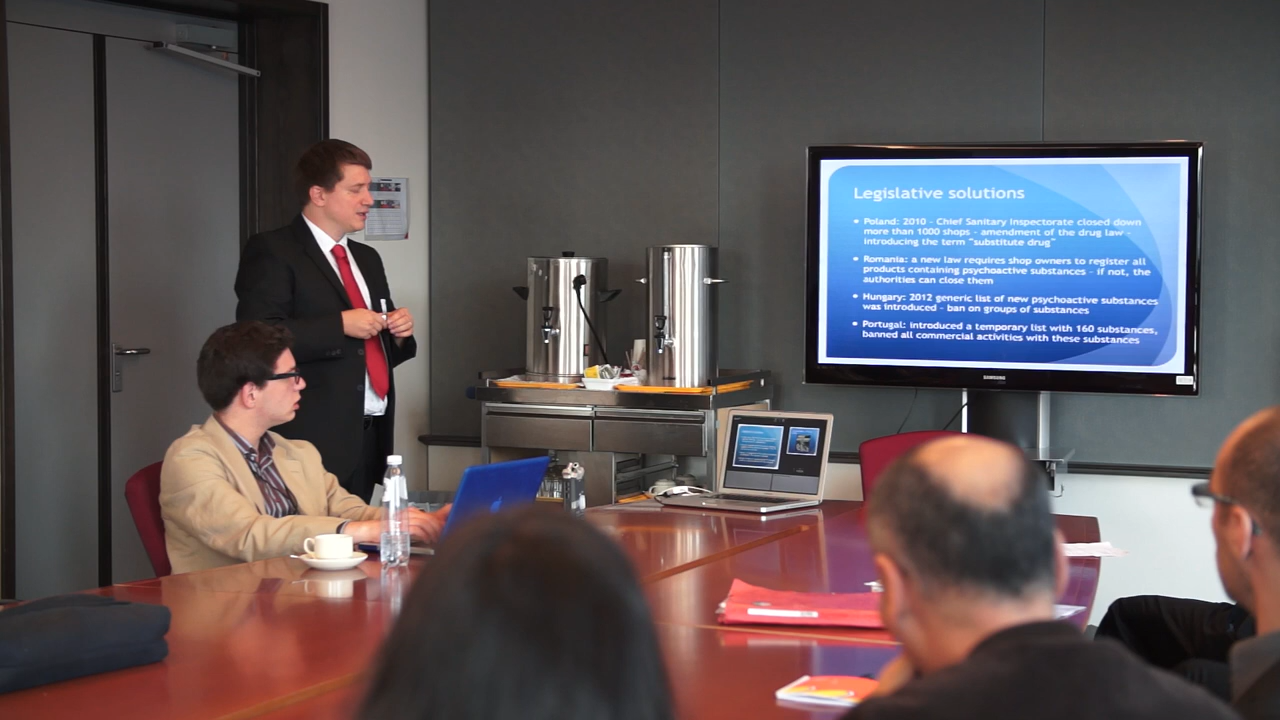 Legislative solutions
• Poland: 2010 - Chief Sanitary Inspectorate closed down
more than 1000 shops - amendment of the drug law -
introducing the term "substitute drug"
• Romania: a new law requires shop owners to register all
products containing psychoactive substances - if not, the
authorities can close them
• Hungary: 2012 generic list of new psychoactive substances
was introduced - ban on groups of substances
• Portugal: introduced a temporary list with 160 substances,
banned all commercial activities with these substances
SAMSUNG